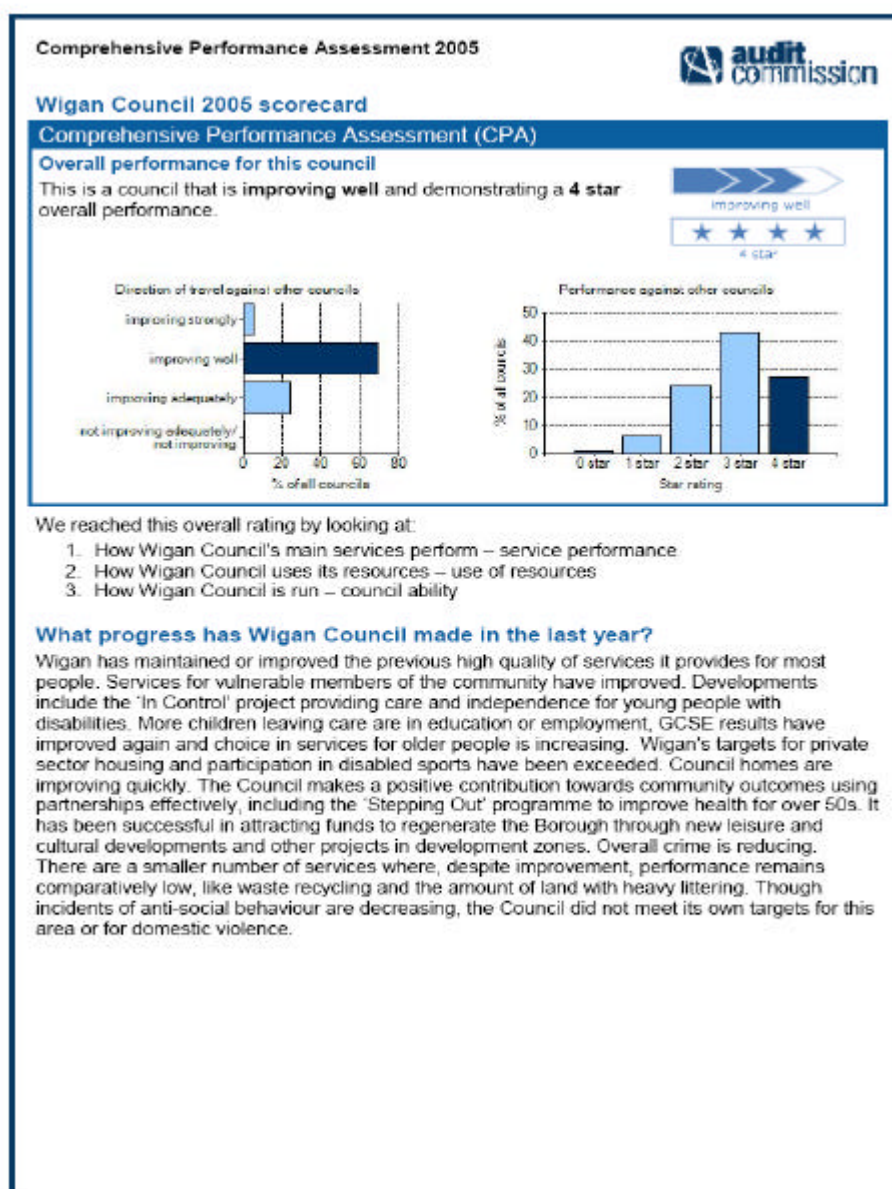 Comprehensive Performance Assessment 2005
audit
commission
Wigan Council 2005 scorecard
Comprehensive Performance Assessment (CPA)
Overall performance for this council
This is a council that is improving well and demonstrating a 4 star
overall performance.
improving well
4 star
Direction of travel against other councils
improving strongly
improving well
improving adequately
not improving adequately/
not improving
0 20 40 60 80
% of all councils
Performance against other councils
50
40
30
20
10
0
% of all councils
0 star 1 star 2 star 3 star 4 star
Star rating
We reached this overall rating by looking at:
1. How Wigan Council's main services perform – service performance
2. How Wigan Council uses its resources – use of resources
3. How Wigan Council is run – council ability
What progress has Wigan Council made in the last year?
Wigan has maintained or improved the previous high quality of services it provides for most
people. Services for vulnerable members of the community have improved. Developments
include the 'In Control' project providing care and independence for young people with
disabilities. More children leaving care are in education or employment, GCSE results have
improved again and choice in services for older people is increasing. Wigan's targets for private
sector housing and participation in disabled sports have been exceeded. Council homes are
improving quickly. The Council makes a positive contribution towards community outcomes using
partnerships effectively, including the 'Stepping Out' programme to improve health for over 50s. It
has been successful in attracting funds to regenerate the Borough through new leisure and
cultural developments and other projects in development zones. Overall crime is reducing.
There are a smaller number of services where, despite improvement, performance remains
comparatively low, like waste recycling and the amount of land with heavy littering. Though
incidents of anti-social behaviour are decreasing, the Council did not meet its own targets for this
area or for domestic violence.